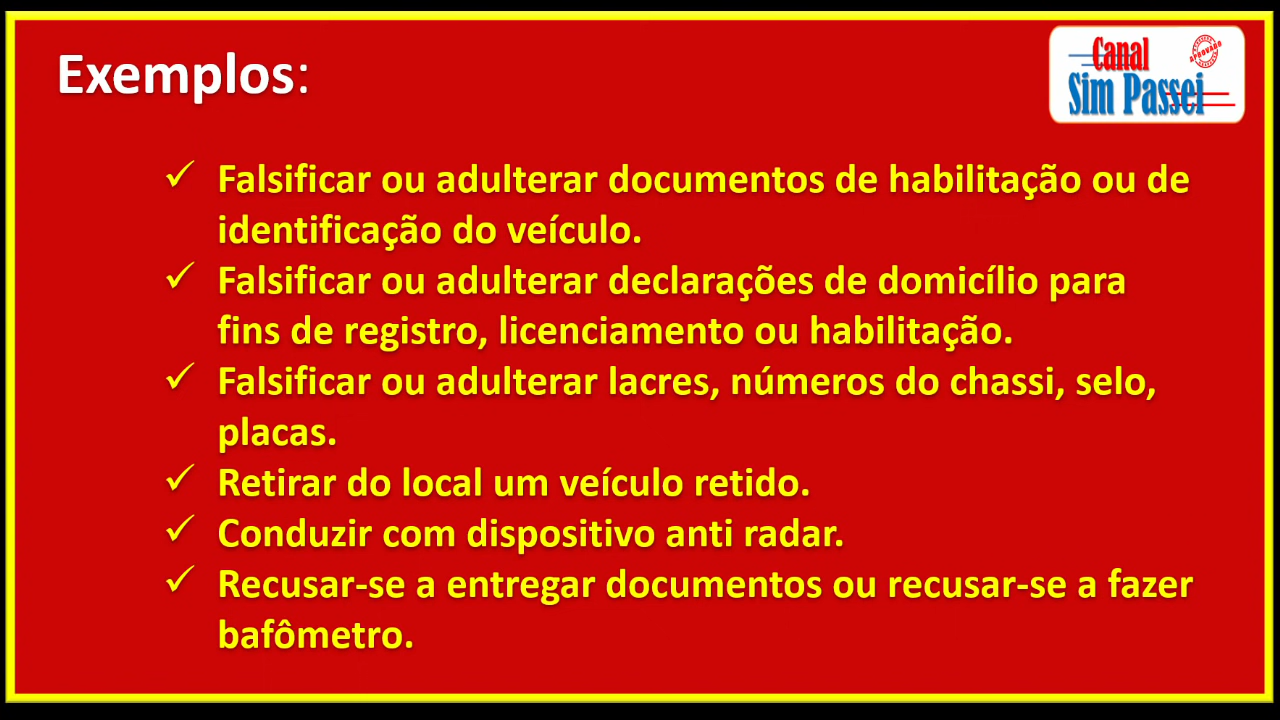 Exemplos:
Canal
APROVADO
Sim Passei
✓ Falsificar ou adulterar documentos de habilitação ou de
identificação do veículo.
✓ Falsificar ou adulterar declarações de domicílio para
fins de registro, licenciamento ou habilitação.
✓ Falsificar ou adulterar lacres, números do chassi, selo,
placas.
✓ Retirar do local um veículo retido.
✓ Conduzir com dispositivo anti radar.
✓ Recusar-se a entregar documentos ou recusar-se a fazer
bafômetro.